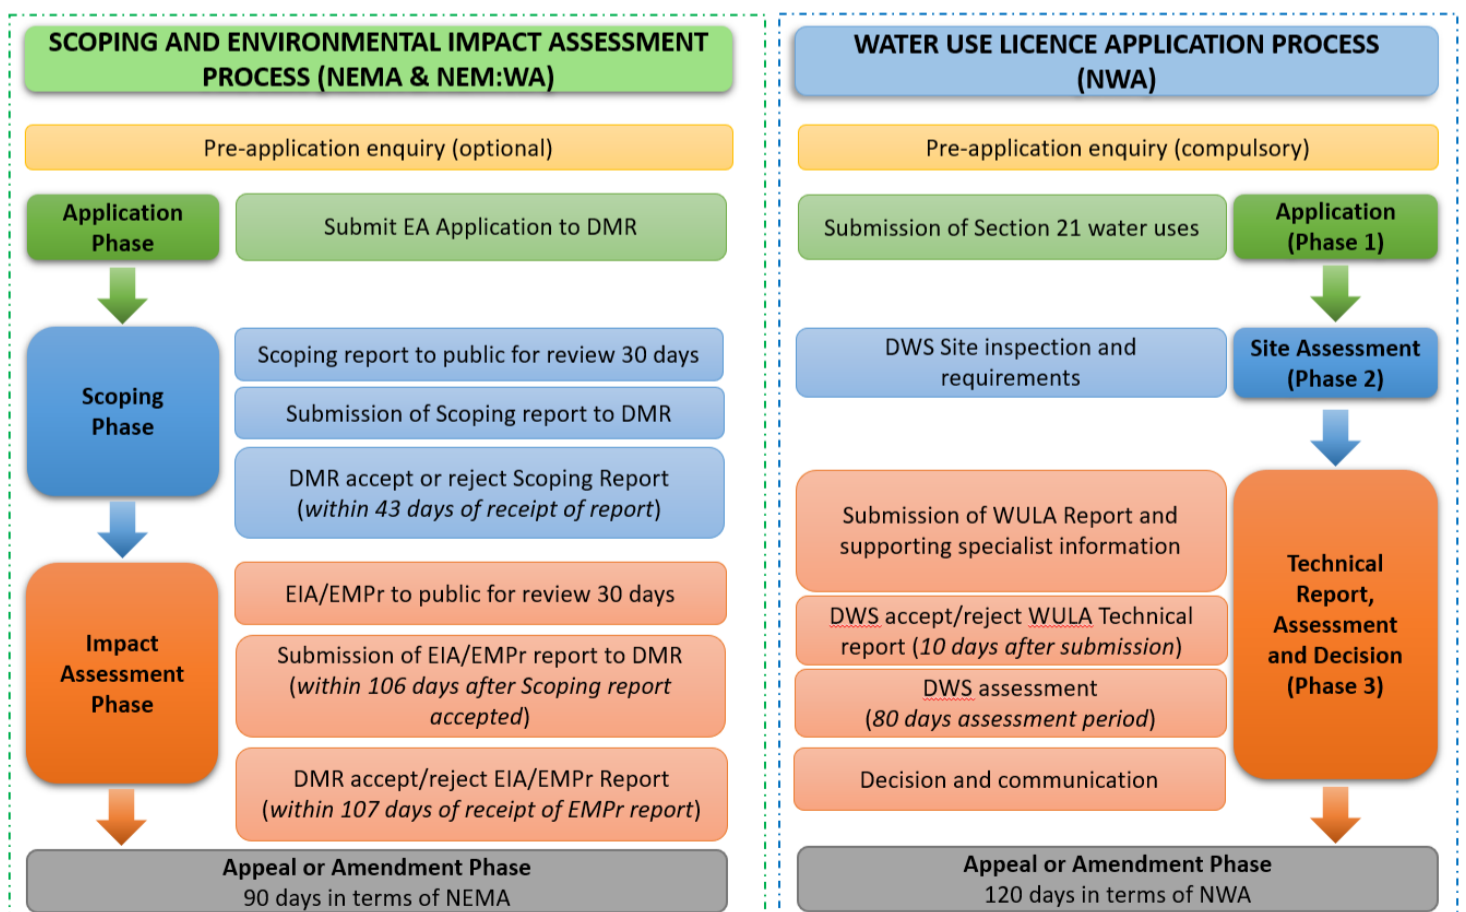 SCOPING AND ENVIRONMENTAL IMPACT ASSESSMENT
PROCESS (NEMA & NEM:WA)
Pre-application enquiry (optional)
Application
Phase
Submit EA Application to DMR
Scoping
Phase
Scoping report to public for review 30 days
Submission of Scoping report to DMR
DMR accept or reject Scoping Report
(within 43 days of receipt of report)
Impact
Assessment
Phase
EIA/EMPr to public for review 30 days
Submission of EIA/EMPr report to DMR
(within 106 days after Scoping report
accepted)
DMR accept/reject EIA/EMPr Report
(within 107 days of receipt of EMPr report)
Appeal or Amendment Phase
90 days in terms of NEMA
WATER USE LICENCE APPLICATION PROCESS
(NWA)
Pre-application enquiry (compulsory)
Submission of Section 21 water uses
Application
(Phase 1)
DWS Site inspection and
requirements
Site Assessment
(Phase 2)
Submission of WULA Report and
supporting specialist information
DWS accept/reject WULA Technical
report (10 days after submission)
DWS assessment
(80 days assessment period)
Decision and communication
Technical
Report,
Assessment
and Decision
(Phase 3)
Appeal or Amendment Phase
120 days in terms of NWA